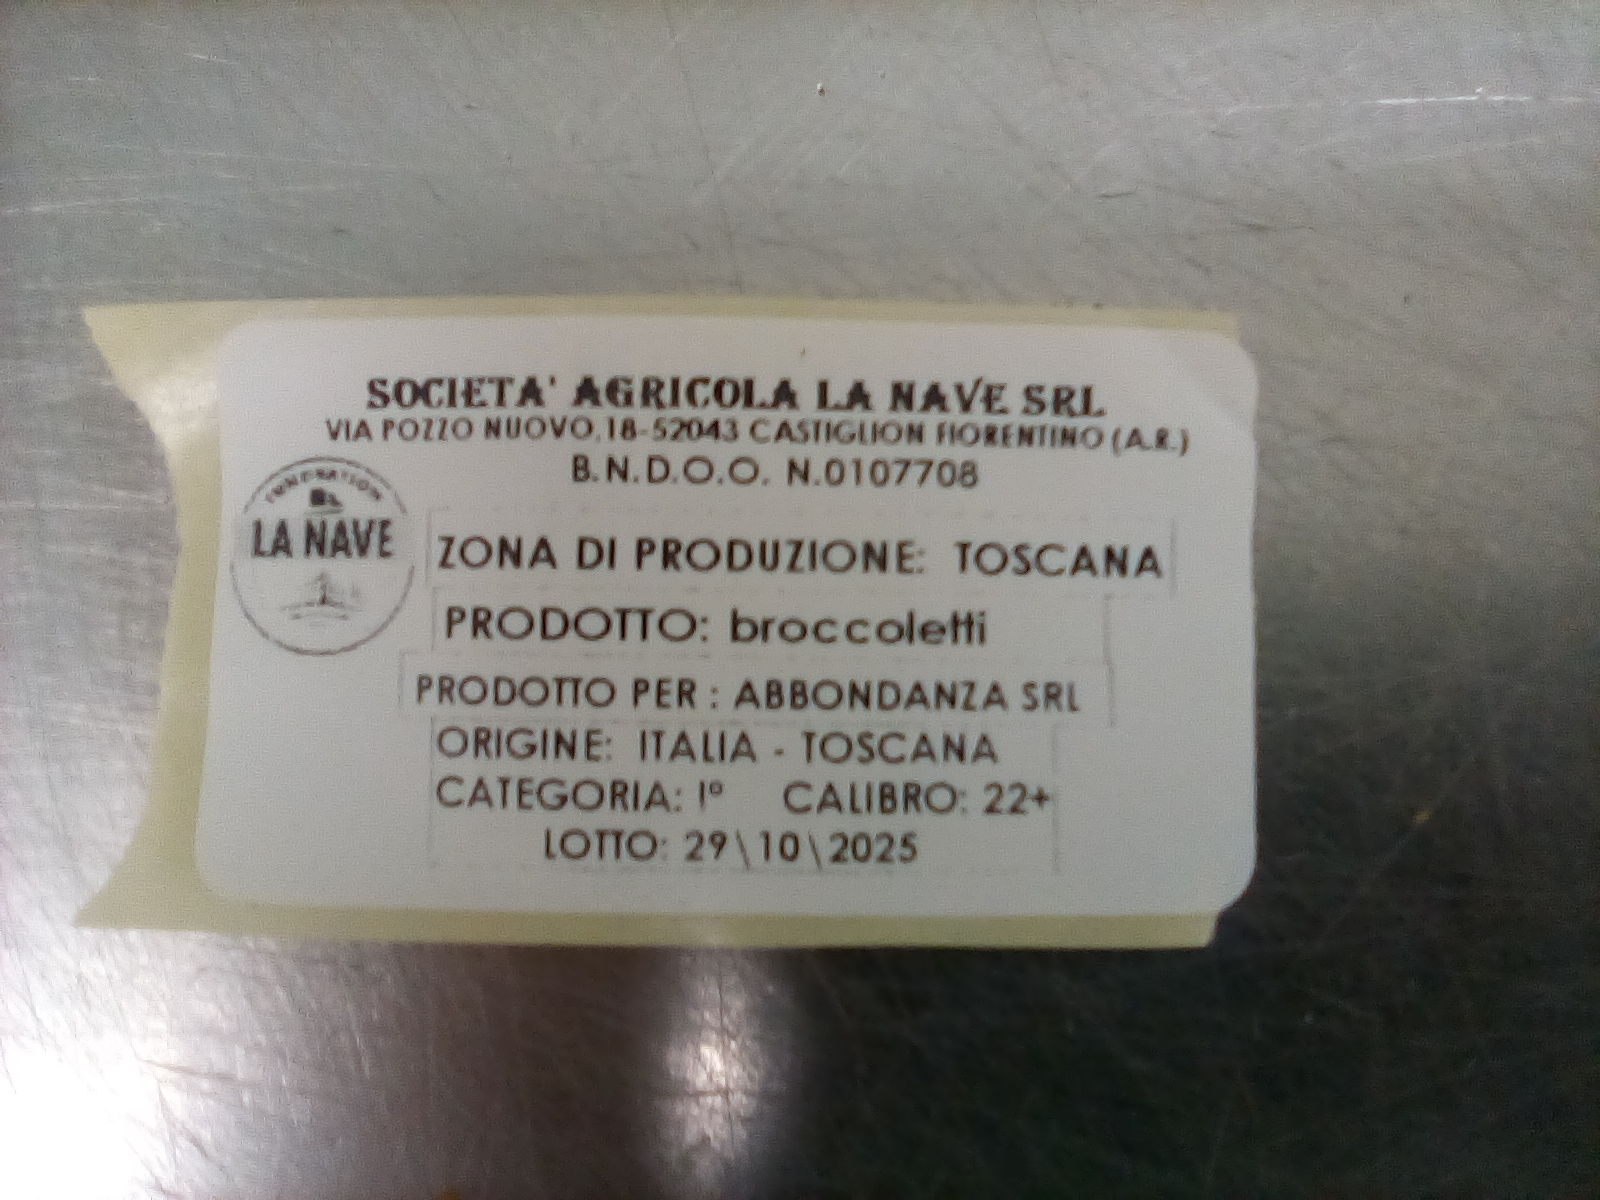 SOCIETA' AGRICOLA LA NAVE SRL
VIA POZZO NUOVO,18-52043 CASTIGLION FIORENTINO (A.R.)
B.N.D.O.O. N.0107708
LA NAVE
ZONA DI PRODUZIONE: TOSCANA
PRODOTTO: broccoletti
PRODOTTO PER : ABBONDANZA SRL
ORIGINE: ITALIA - TOSCANA
CATEGORIA: I° CALIBRO: 22+
LOTTO: 29\10\2025